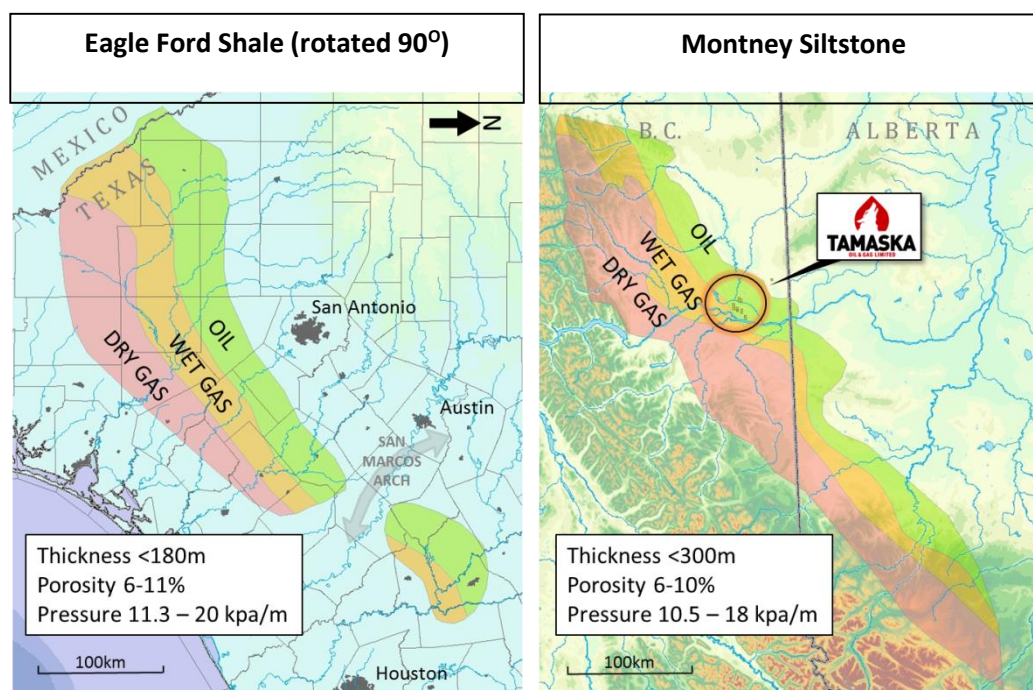 Eagle Ford Shale (rotated 90⁰)
MEXICO
TEXAS
N
OIL
WET GAS
DRY GAS
San Antonio
Austin
SAN
MARCOS
ARCH
Thickness <180m
Porosity 6-11%
Pressure 11.3 – 20 kpa/m
100km
Houston
Montney Siltstone
B.C.
ALBERTA
TAMASKA
OIL & GAS LIMITED
OIL
WET GAS
DRY GAS
Thickness <300m
Porosity 6-10%
Pressure 10.5 – 18 kpa/m
100km